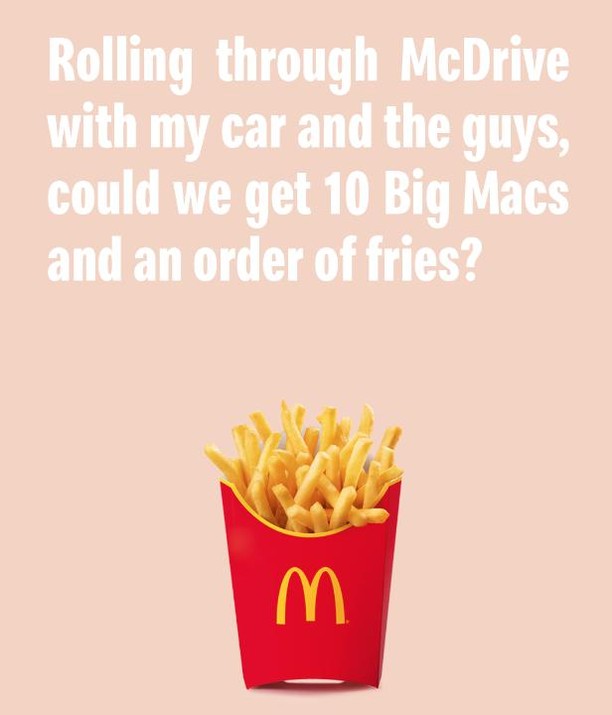 Rolling through McDrive
with my car and the guys,
could we get 10 Big Macs
and an order of fries?